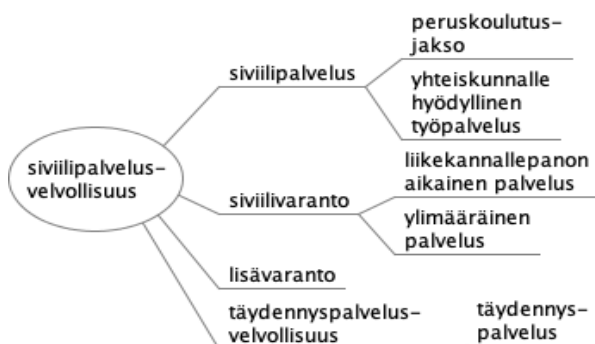 siviilipalvelus-
velvollisuus
siviilipalvelus
peruskoulutus-
jakso
yhteiskunnalle
hyödyllinen
työpalvelus
siviilivaranto
liikekannallepanon
aikainen palvelus
ylimääräinen
palvelus
lisävaranto
täydennyspalvelus-
velvollisuus
täydennys-
palvelus